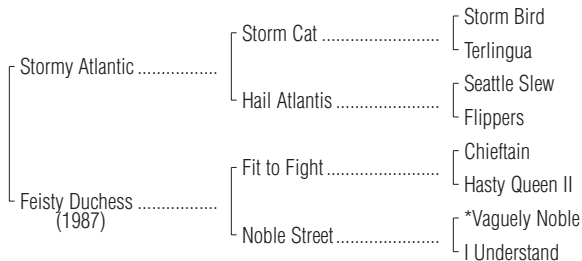 Storm Bird
Storm Cat ........................
Terlingua
Stormy Atlantic ................
Seattle Slew
Hail Atlantis .....................
Flippers
Chieftain
Fit to Fight .......................
Hasty Queen II
Feisty Duchess ................
(1987)
*Vaguely Noble
Noble Street .....................
I Understand